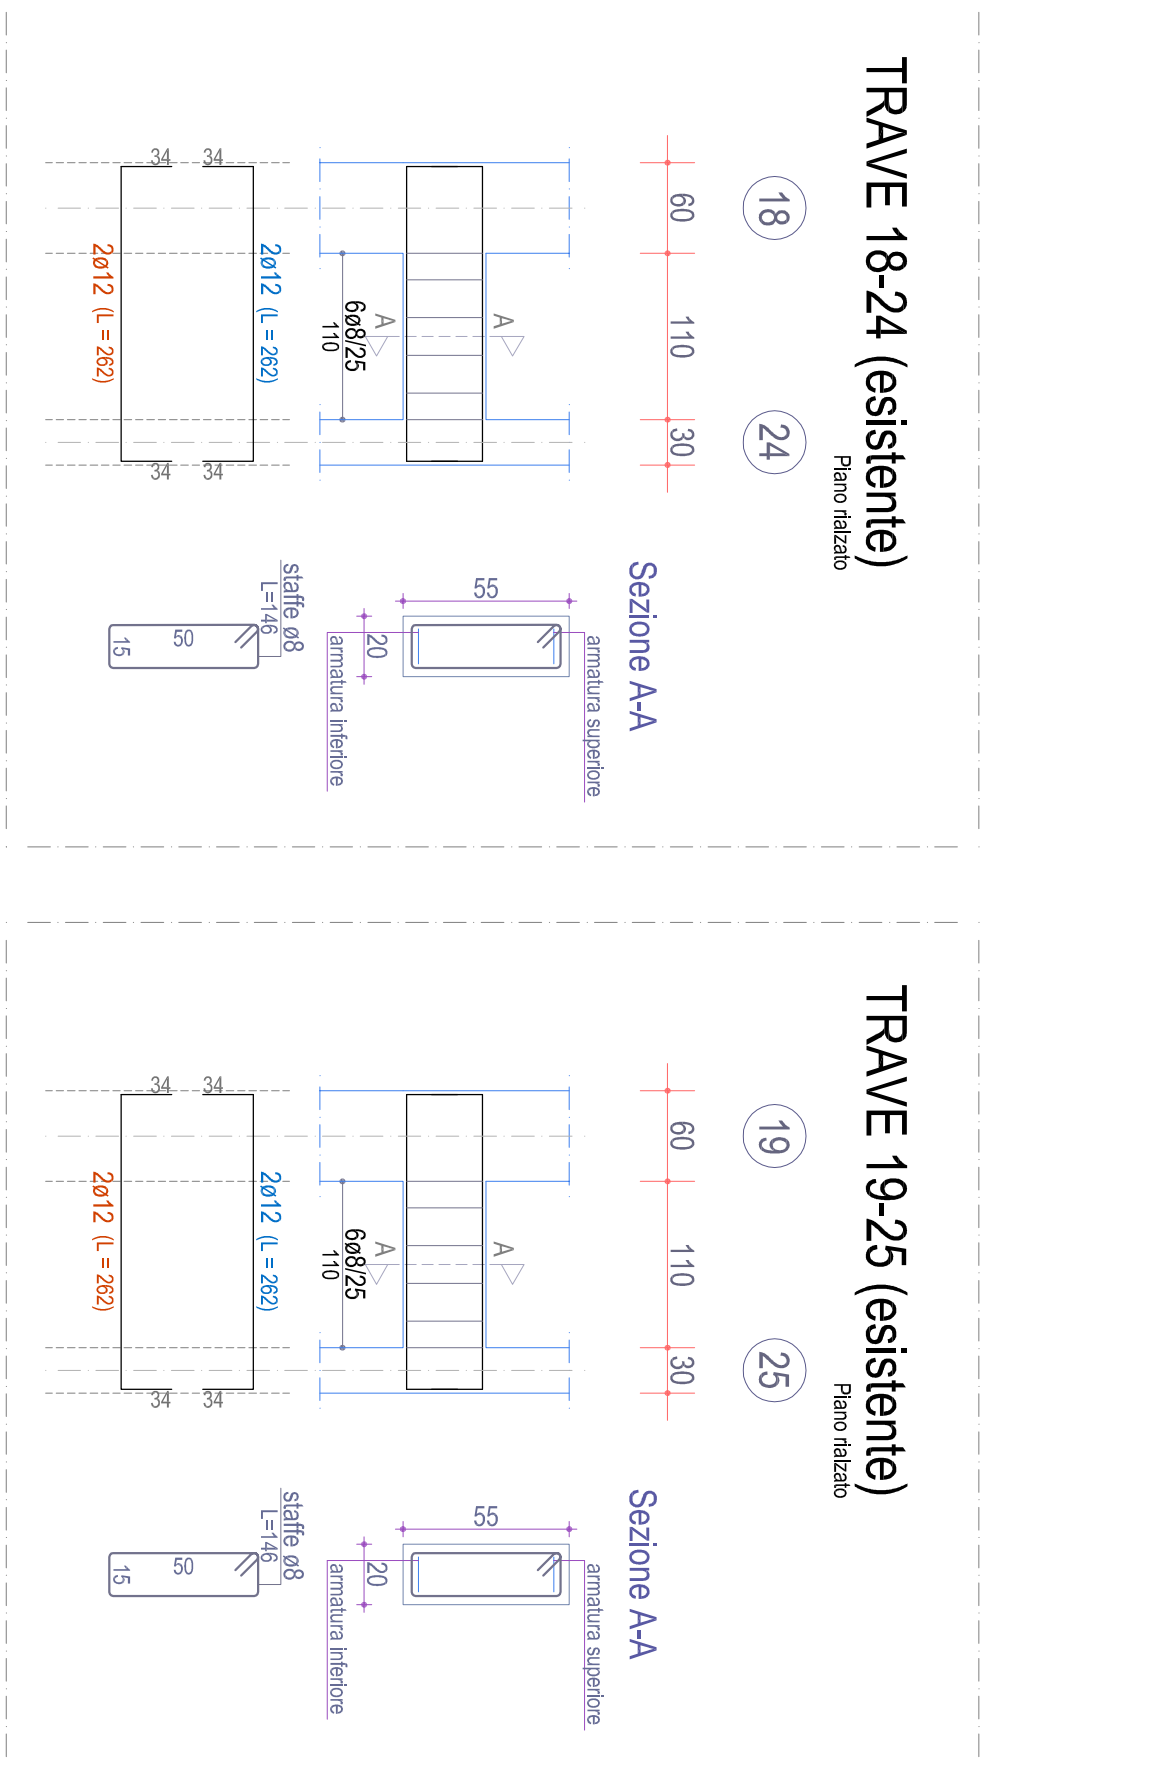 TRAVE 18-24 (esistente)
Piano rialzato
18
24
60
110
30
A
A
6ø8/25
110
34
34
2ø12 (L = 262)
34
34
2ø12 (L = 262)
Sezione A-A
armatura superiore
55
20
armatura inferiore
staffe ø8
L=146
50
15
TRAVE 19-25 (esistente)
Piano rialzato
19
25
60
110
30
A
A
6ø8/25
110
34
34
2ø12 (L = 262)
34
34
2ø12 (L = 262)
Sezione A-A
armatura superiore
55
20
armatura inferiore
staffe ø8
L=146
50
15